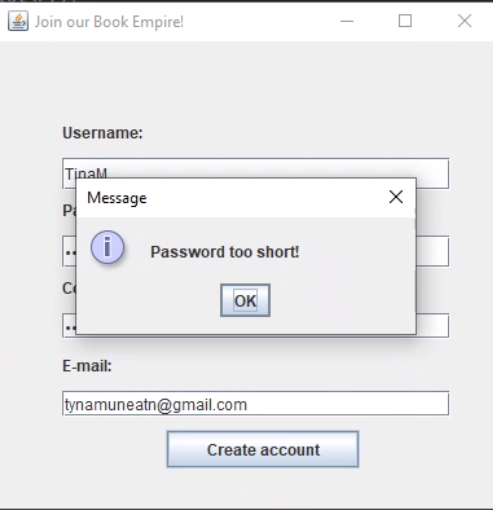 Join our Book Empire!
Username:
TinaM
Message
Password too short!
OK
E-mail:
tynamuneatn@gmail.com
Create account